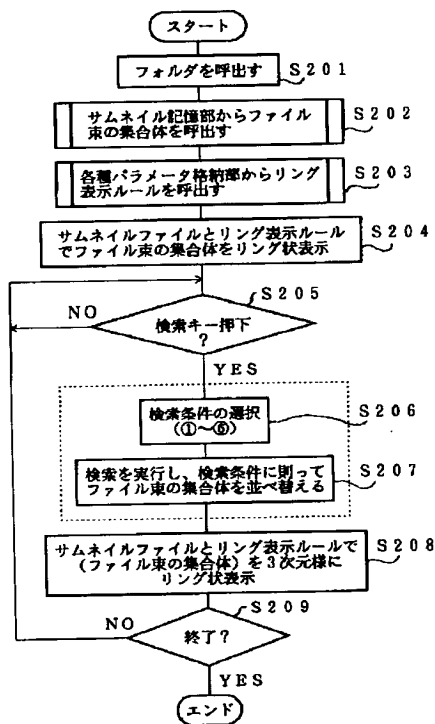 スタート
フォルダを呼出す
S201
サムネイル記憶部からファイル
束の集合体を呼出す
S202
各種パラメータ格納部からリング
表示ルールを呼出す
S203
サムネイルファイルとリング表示ルール
でファイル束の集合体をリング状表示
S204
S205
NO
検索キー押下
?
YES
検索条件の選択
(①～⑥)
S206
検索を実行し、検索条件に則って
ファイル束の集合体を並べ替える
S207
サムネイルファイルとリング表示ルールで
(ファイル束の集合体)を3次元様に
リング状表示
S208
S209
NO
終了?
YES
エンド